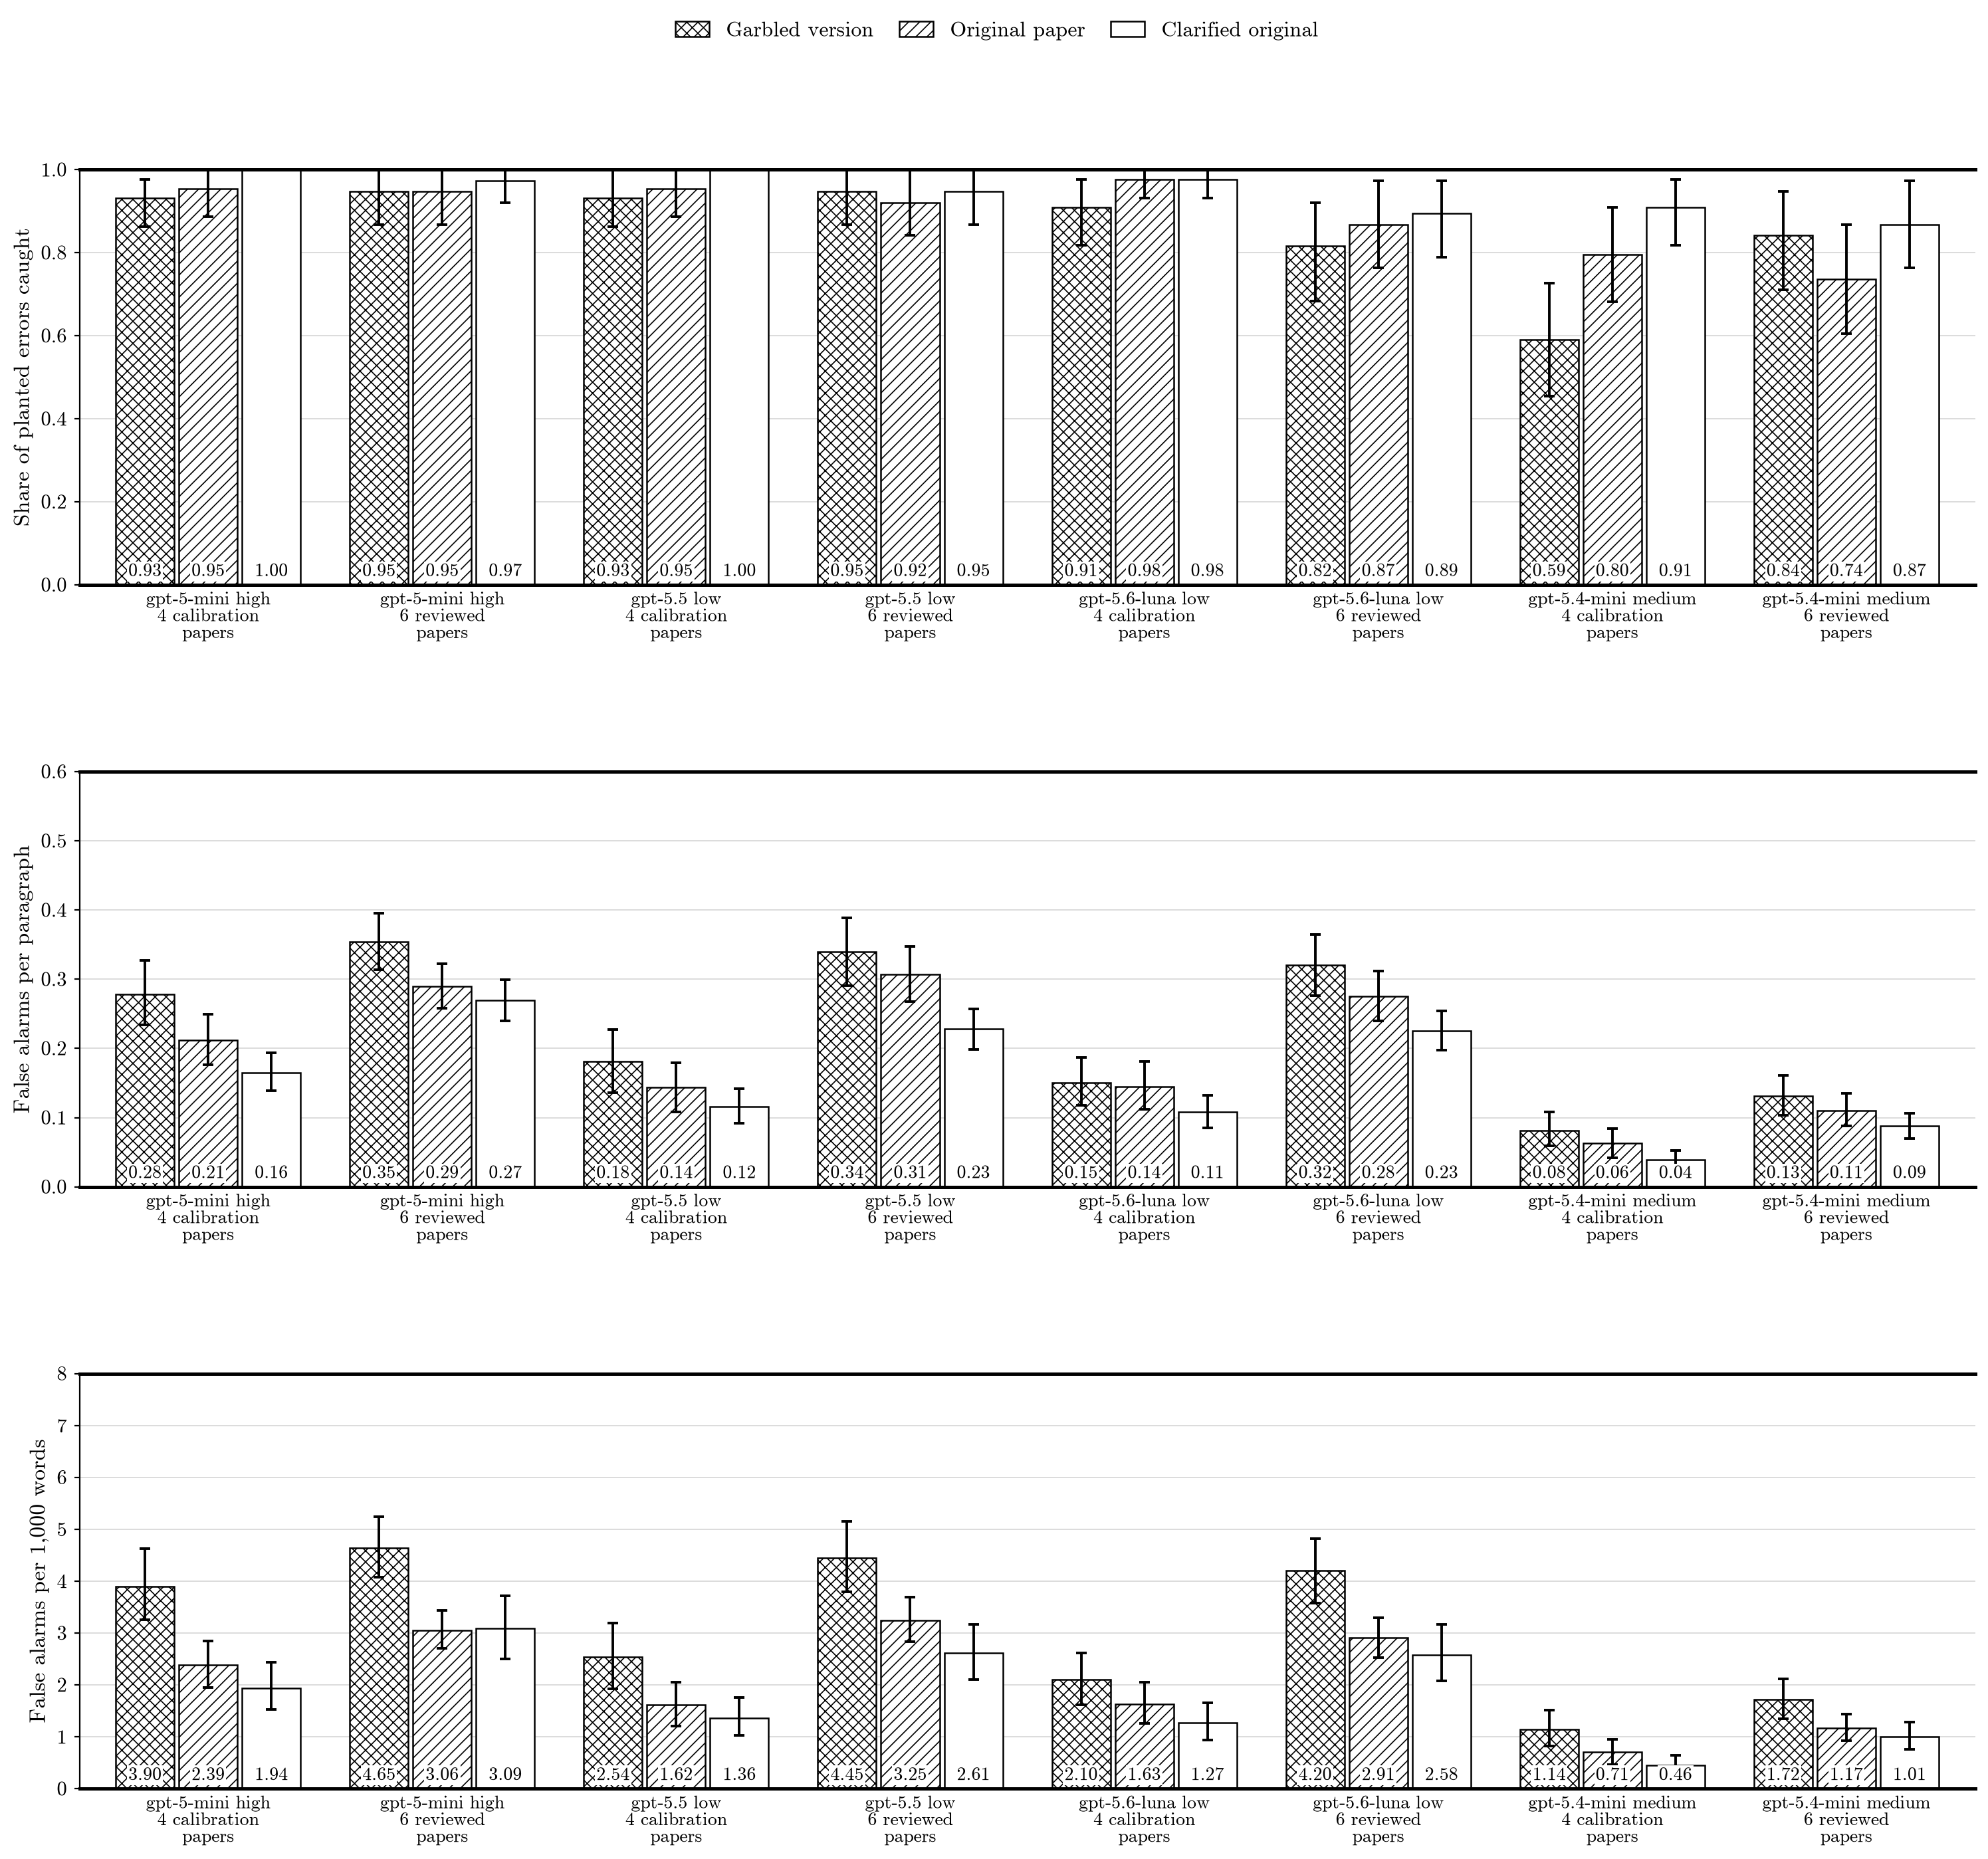 Garbled version Original paper Clarified original
Share of planted errors caught
1.0
0.8
0.6
0.4
0.2
0.0
0.93 0.95 1.00 0.95 0.95 0.97 0.93 0.95 1.00 0.95 0.92 0.95 0.91 0.98 0.98 0.82 0.87 0.89 0.59 0.80 0.91 0.84 0.74 0.87
gpt-5-mini high gpt-5-mini high gpt-5.5 low gpt-5.5 low gpt-5.6-luna low gpt-5.6-luna low gpt-5.4-mini medium gpt-5.4-mini medium
4 calibration 6 reviewed 4 calibration 6 reviewed 4 calibration 6 reviewed 4 calibration 6 reviewed
papers papers papers papers papers papers papers papers
False alarms per paragraph
0.6
0.5
0.4
0.3
0.2
0.1
0.0
0.28 0.21 0.16 0.35 0.29 0.27 0.18 0.14 0.12 0.34 0.31 0.23 0.15 0.14 0.11 0.32 0.28 0.23 0.08 0.06 0.04 0.13 0.11 0.09
gpt-5-mini high gpt-5-mini high gpt-5.5 low gpt-5.5 low gpt-5.6-luna low gpt-5.6-luna low gpt-5.4-mini medium gpt-5.4-mini medium
4 calibration 6 reviewed 4 calibration 6 reviewed 4 calibration 6 reviewed 4 calibration 6 reviewed
papers papers papers papers papers papers papers papers
False alarms per 1,000 words
8
7
6
5
4
3
2
1
0
3.90 2.39 1.94 4.65 3.06 3.09 2.54 1.62 1.36 4.45 3.25 2.61 2.10 1.63 1.27 4.20 2.91 2.58 1.14 0.71 0.46 1.72 1.17 1.01
gpt-5-mini high gpt-5-mini high gpt-5.5 low gpt-5.5 low gpt-5.6-luna low gpt-5.6-luna low gpt-5.4-mini medium gpt-5.4-mini medium
4 calibration 6 reviewed 4 calibration 6 reviewed 4 calibration 6 reviewed 4 calibration 6 reviewed
papers papers papers papers papers papers papers papers